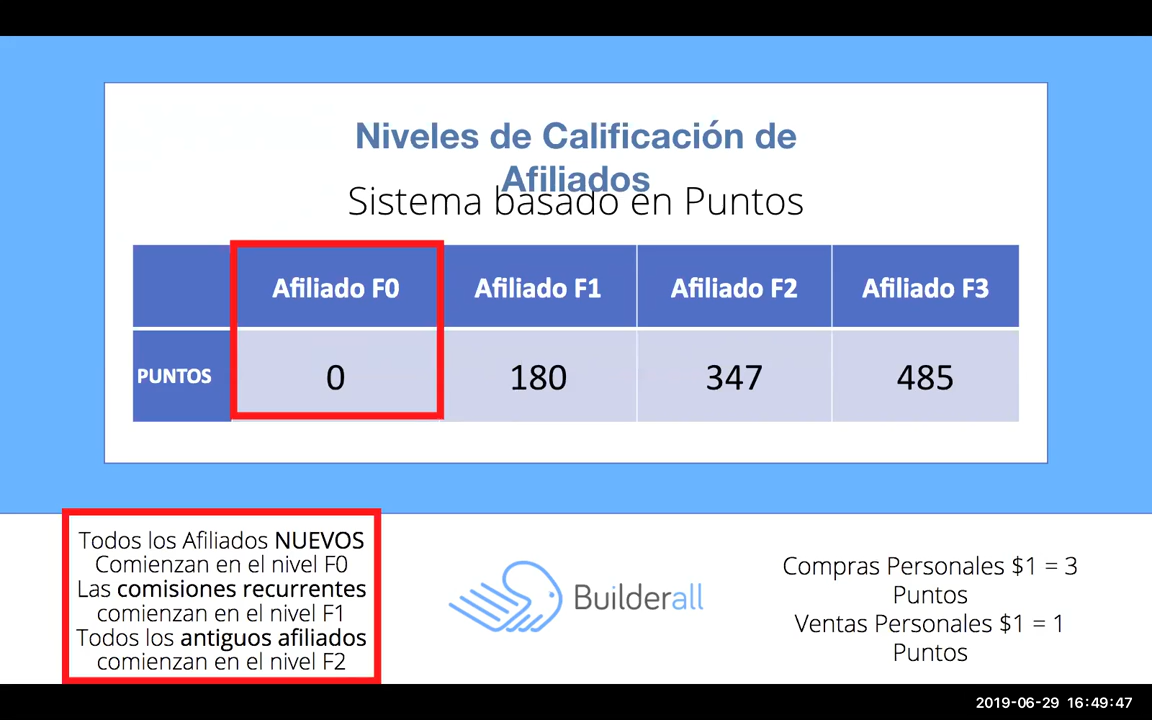 Niveles de Calificación de
Afiliados
Sistema basado en Puntos
Afiliado F0 Afiliado F1 Afiliado F2 Afiliado F3
PUNTOS 0 180 347 485
Todos los Afiliados NUEVOS
Comienzan en el nivel F0
Las comisiones recurrentes
comienzan en el nivel F1
Todos los antiguos afiliados
comienzan en el nivel F2
Builderall
Compras Personales $1 = 3
Puntos
Ventas Personales $1 = 1
Puntos
2019-06-29 16:49:47